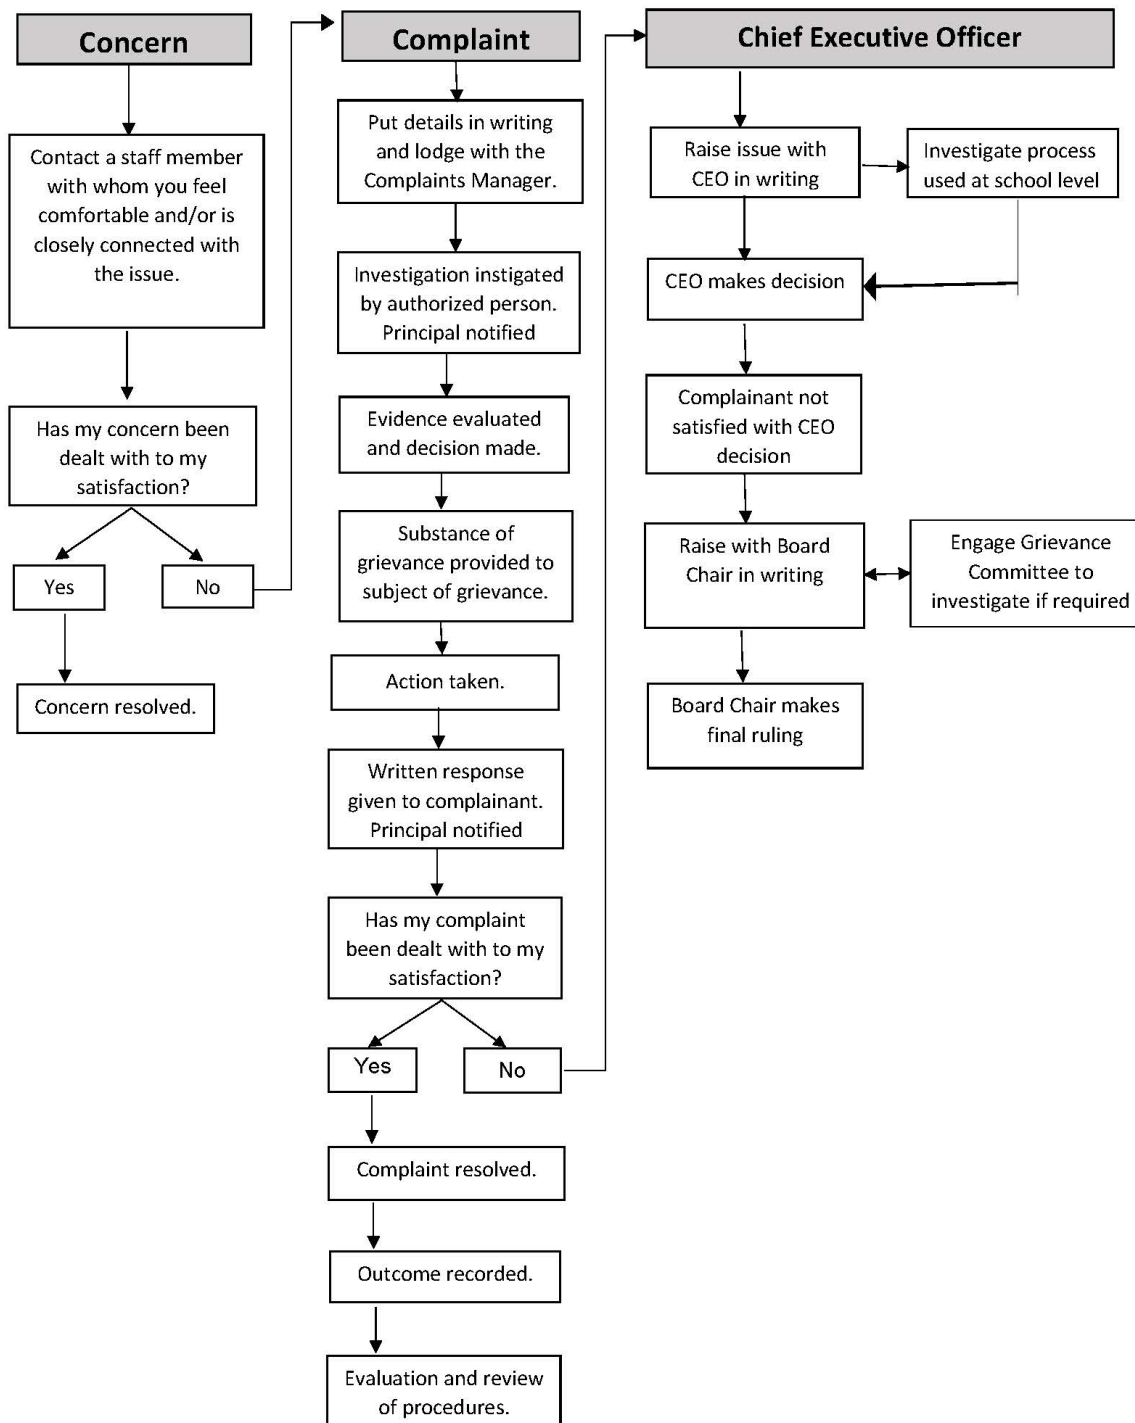 Concern
Contact a staff member
with whom you feel
comfortable and/or is
closely connected with
the issue.
Has my concern been
dealt with to my
satisfaction?
Yes
No
Concern resolved.
Complaint
Put details in writing
and lodge with the
Complaints Manager.
Investigation instigated
by authorized person.
Principal notified
Evidence evaluated
and decision made.
Substance of
grievance provided to
subject of grievance.
Action taken.
Written response
given to complainant.
Principal notified
Has my complaint
been dealt with to my
satisfaction?
Yes
No
Complaint resolved.
Outcome recorded.
Evaluation and review
of procedures.
Chief Executive Officer
Raise issue with
CEO in writing
Investigate process
used at school level
CEO makes decision
Complainant not
satisfied with CEO
decision
Raise with Board
Chair in writing
Engage Grievance
Committee to
investigate if required
Board Chair makes
final ruling